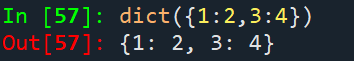 In [57]: dict({1:2,3:4})
Out[57]: {1: 2, 3: 4}